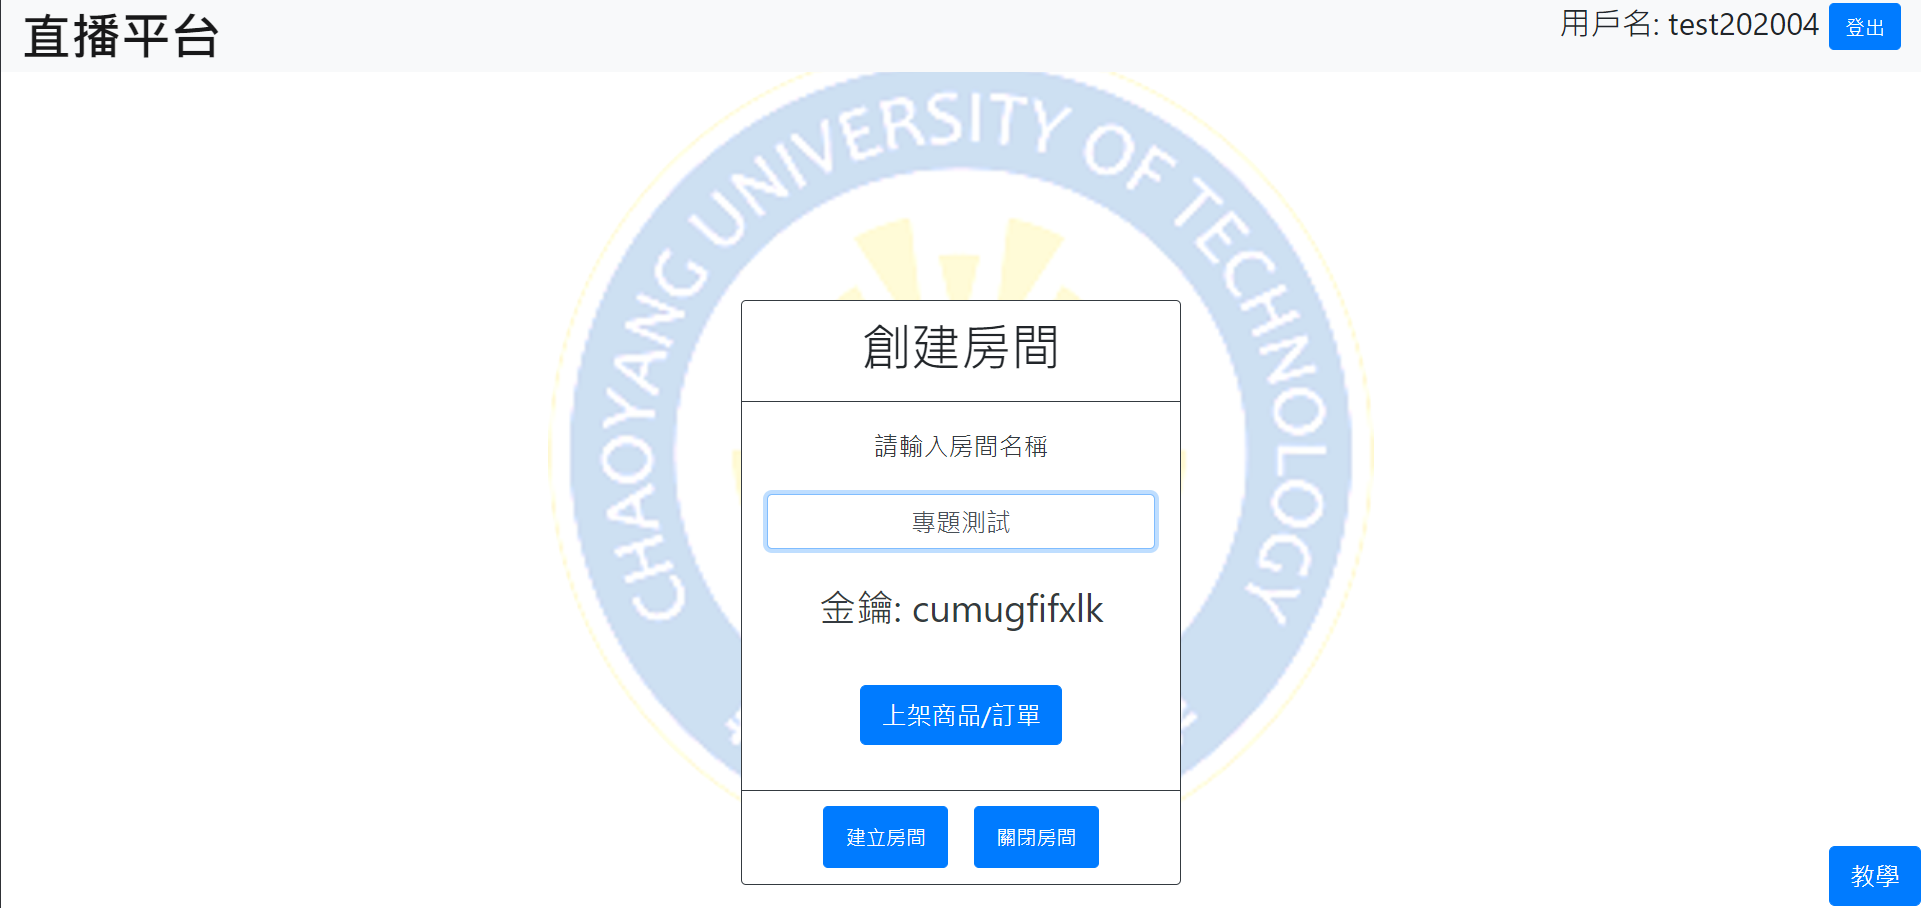 直播平台
用戶名: test202004
登出
CHAOYANG UNIVERSITY OF TECHNOLOGY
創建房間
請輸入房間名稱
專題測試
金鑰: cumugfifxlk
上架商品/訂單
建立房間
關閉房間
教學